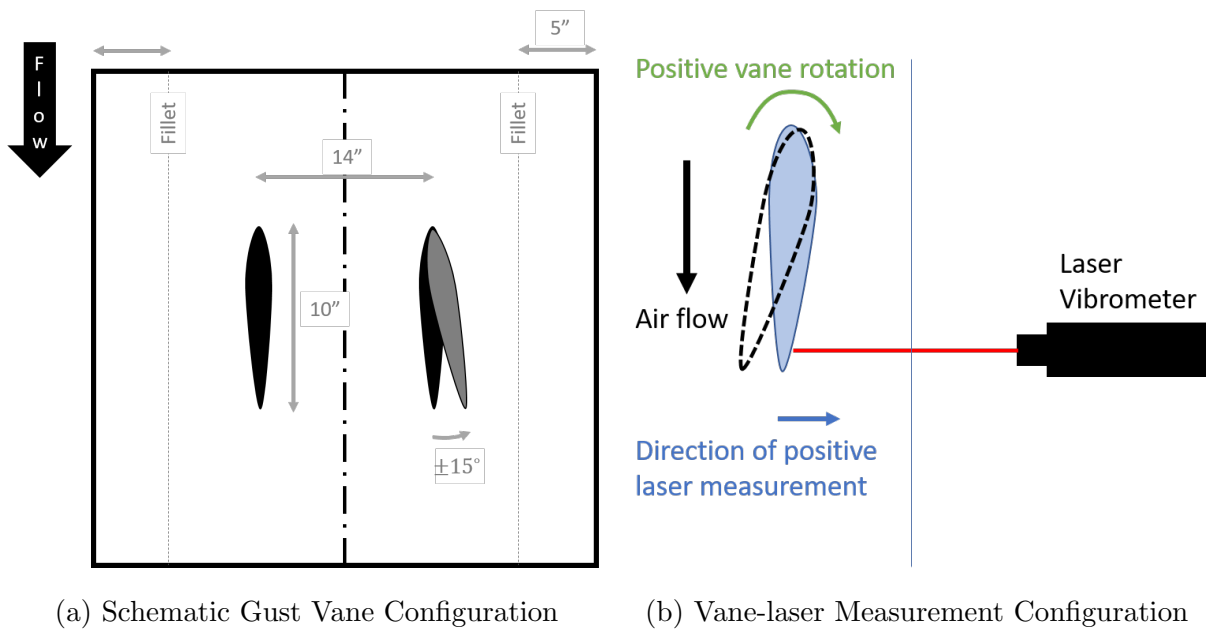 Flow
5”
Fillet
Fillet
14”
10”
±15°
Positive vane rotation
Air flow
Laser
Vibrometer
Direction of positive
laser measurement
(a) Schematic Gust Vane Configuration
(b) Vane-laser Measurement Configuration